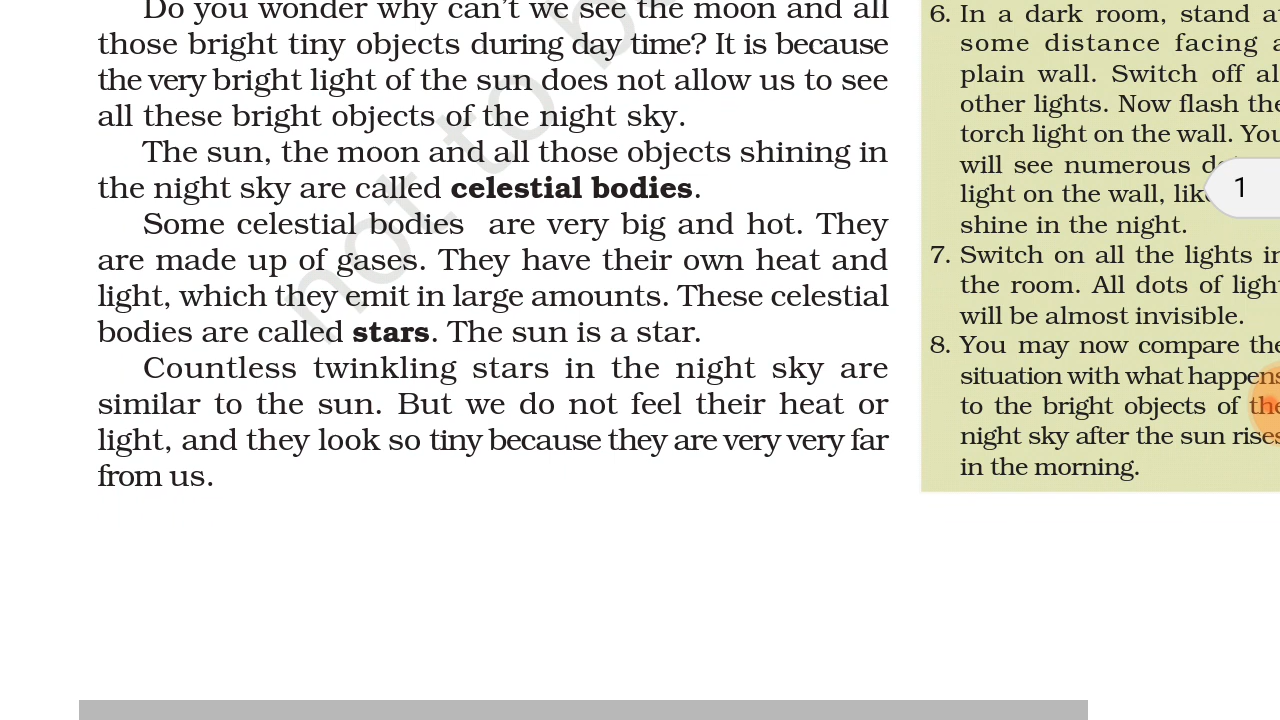 Do you wonder why can't we see the moon and all
those bright tiny objects during day time? It is because
the very bright light of the sun does not allow us to see
all these bright objects of the night sky.
The sun, the moon and all those objects shining in
the night sky are called celestial bodies.
Some celestial bodies are very big and hot. They
are made up of gases. They have their own heat and
light, which they emit in large amounts. These celestial
bodies are called stars. The sun is a star.
Countless twinkling stars in the night sky are
similar to the sun. But we do not feel their heat or
light, and they look so tiny because they are very very far
from us.
not to b
6. In a dark room, stand at
some distance facing a
plain wall. Switch off al
other lights. Now flash the
torch light on the wall. You
will see numerous
light on the wall, like
shine in the night.
7. Switch on all the lights in
the room. All dots of light
will be almost invisible.
8. You may now compare the
situation with what happens
to the bright objects of the
night sky after the sun rises
in the morning.
1